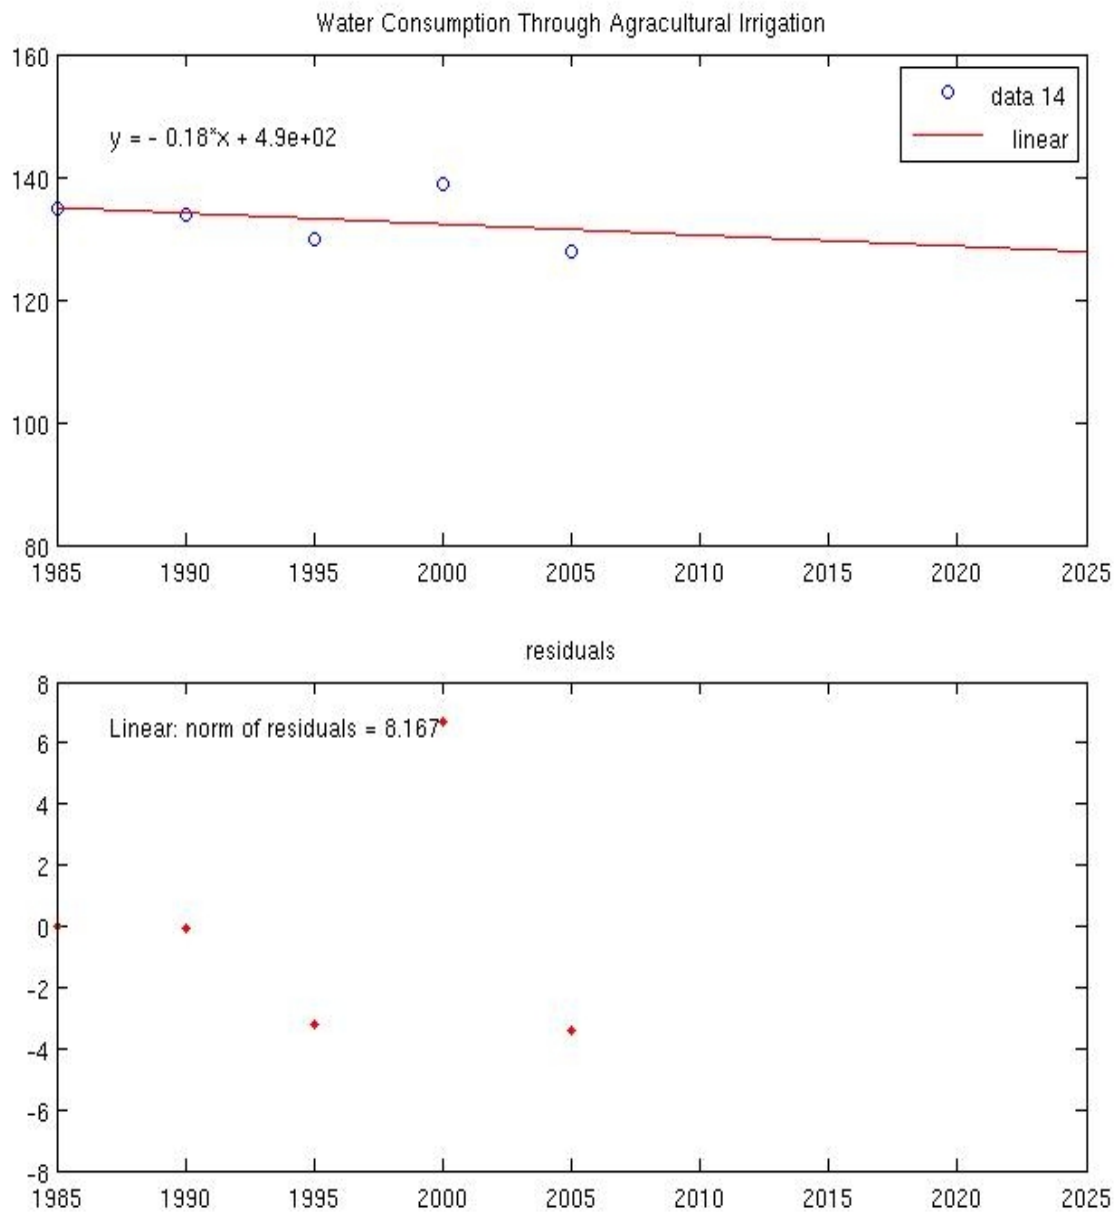 Water Consumption Through Agracultural Irrigation
160
data 14
y = - 0.18*x + 4.9e+02
linear
140
120
100
80
1985 1990 1995 2000 2005 2010 2015 2020 2025
residuals
8
Linear: norm of residuals = 8.167
6
4
2
0
-2
-4
-6
-8
1985 1990 1995 2000 2005 2010 2015 2020 2025